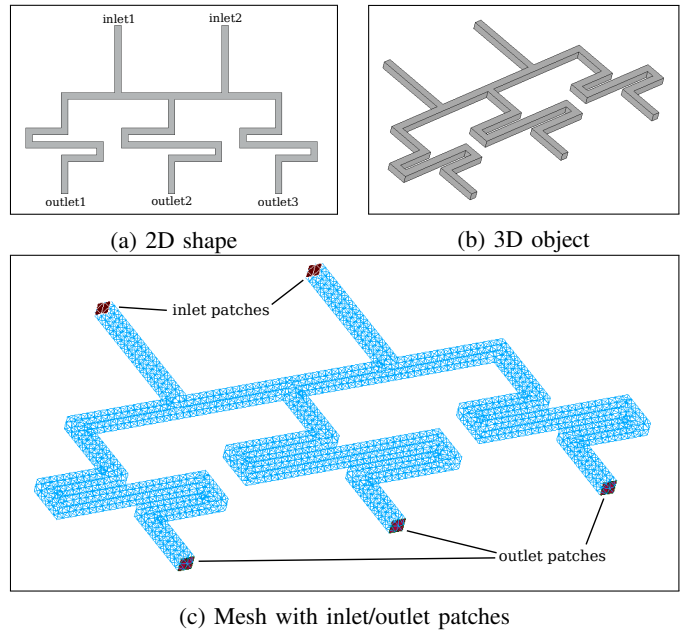 inlet1 inlet2
outlet1 outlet2 outlet3
(a) 2D shape
(b) 3D object
inlet patches
outlet patches
(c) Mesh with inlet/outlet patches